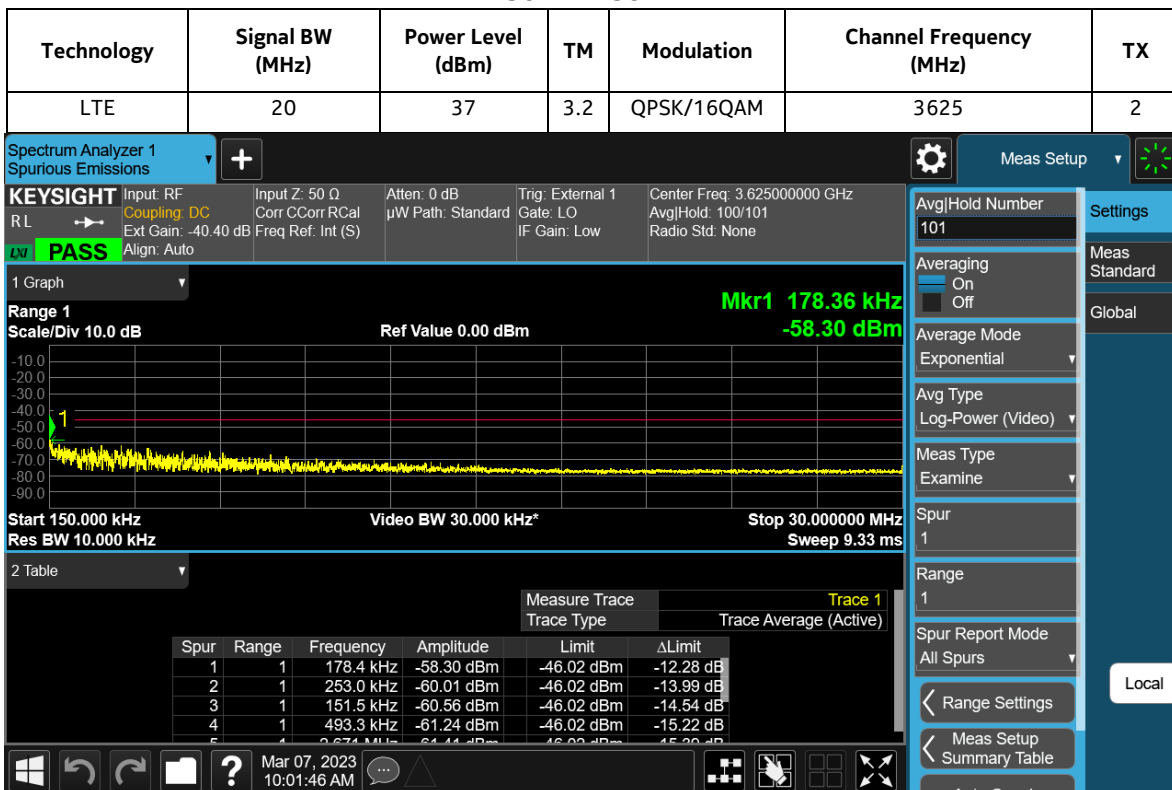 Technology Signal BW (MHz) Power Level (dBm) TM Modulation Channel Frequency (MHz) TX
LTE 20 37 3.2 QPSK/16QAM 3625 2
Spectrum Analyzer 1
Spurious Emissions
+
Meas Setup
KEYSIGHT
R L
LXI PASS
Input: RF
Coupling: DC
Ext Gain: -40.40 dB
Align: Auto
Input Z: 50 Ω
Corr CCorr RCal
Freq Ref: Int (S)
Atten: 0 dB
µW Path: Standard
Trig: External 1
Gate: LO
IF Gain: Low
Center Freq: 3.625000000 GHz
Avg|Hold: 100/101
Radio Std: None
1 Graph
Range 1
Scale/Div 10.0 dB
Ref Value 0.00 dBm
Mkr1 178.36 kHz
-58.30 dBm
-10.0
-20.0
-30.0
-40.0
-50.0
-60.0
-70.0
-80.0
-90.0
1
Start 150.000 kHz
Res BW 10.000 kHz
Video BW 30.000 kHz*
Stop 30.000000 MHz
Sweep 9.33 ms
2 Table
Measure Trace Trace 1
Trace Type Trace Average (Active)
Spur Range Frequency Amplitude Limit ΔLimit
1 1 178.4 kHz -58.30 dBm -46.02 dBm -12.28 dB
2 1 253.0 kHz -60.01 dBm -46.02 dBm -13.99 dB
3 1 151.5 kHz -60.56 dBm -46.02 dBm -14.54 dB
4 1 493.3 kHz -61.24 dBm -46.02 dBm -15.22 dB
Avg|Hold Number
101
Averaging
On
Off
Average Mode
Exponential
Avg Type
Log-Power (Video)
Meas Type
Examine
Spur
1
Range
1
Spur Report Mode
All Spurs
Range Settings
Meas Setup
Summary Table
Settings
Meas
Standard
Global
Local
?
Mar 07, 2023
10:01:46 AM